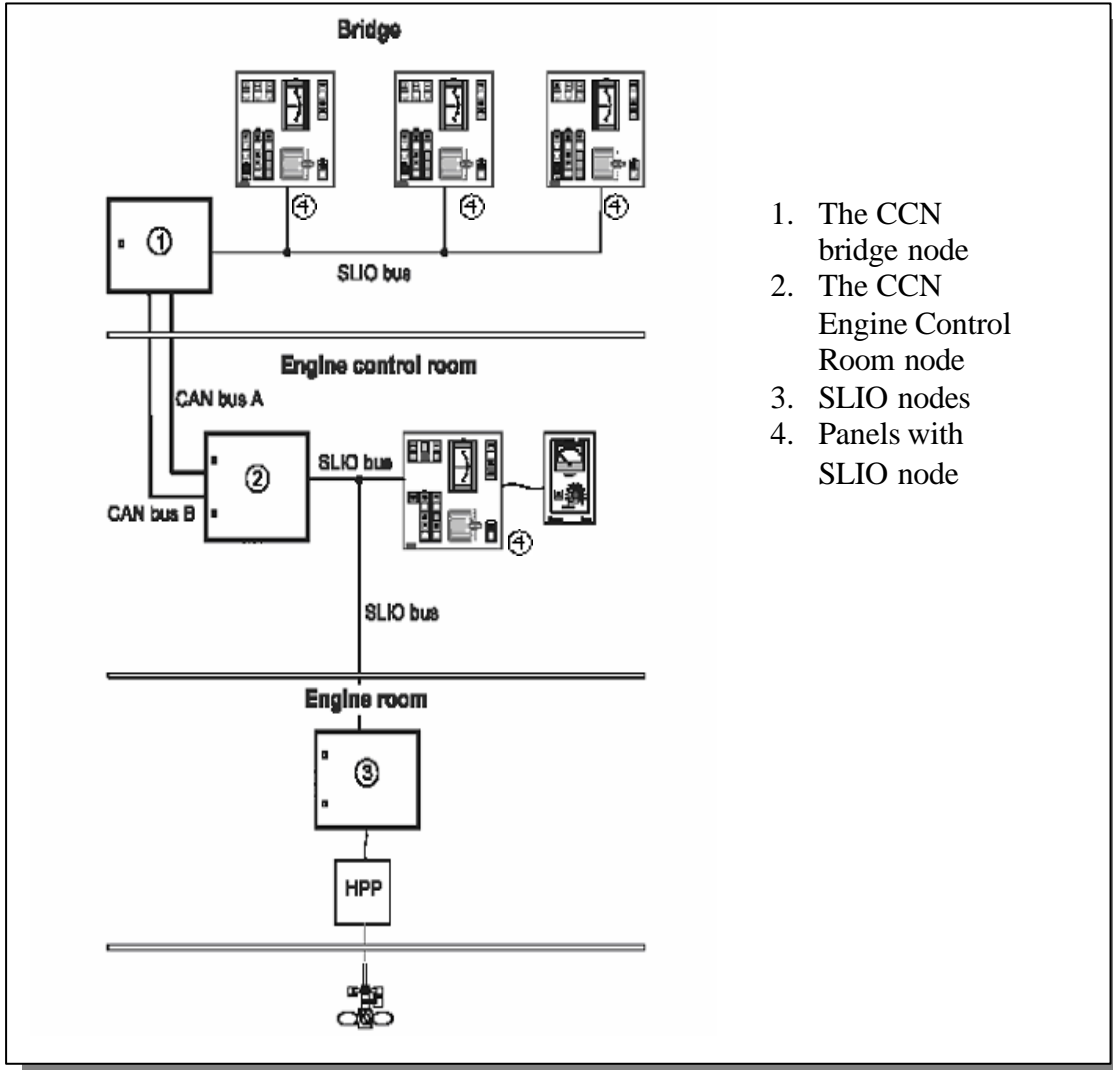 Bridge
④ ④ ④
①
SLIO bus
Engine control room
CAN bus A
②
SLIO bus
CAN bus B
④
SLIO bus
Engine room
③
HPP
1. The CCN
bridge node
2. The CCN
Engine Control
Room node
3. SLIO nodes
4. Panels with
SLIO node